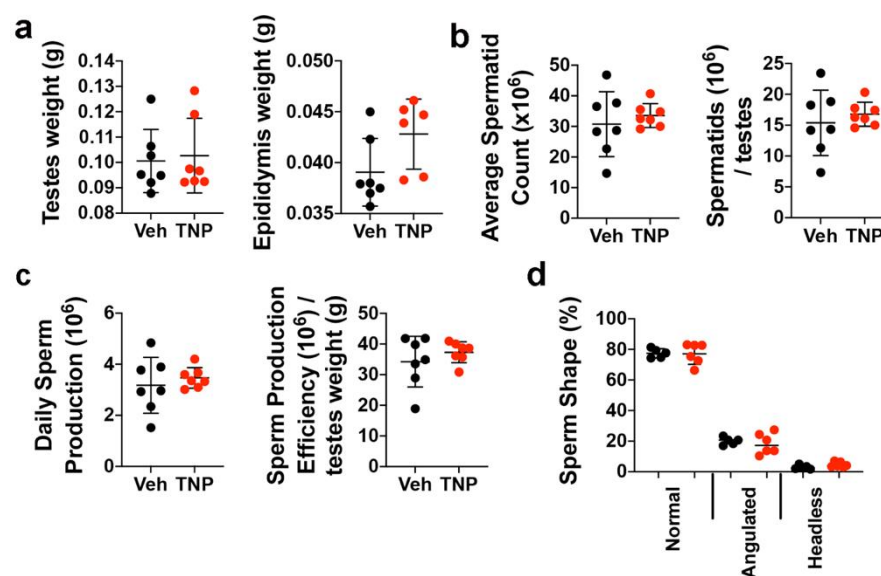 a
Testes weight (g)
0.13
0.12
0.11
0.10
0.09
0.08
Veh TNP
Epididymis weight (g)
0.050
0.045
0.040
0.035
Veh TNP
b
Average Spermatid
Count (x10⁶)
50
40
30
20
10
0
Veh TNP
Spermatids (10⁶)
/ testes
25
20
15
10
5
0
Veh TNP
c
Daily Sperm
Production (10⁶)
6
4
2
0
Veh TNP
Sperm Production
Efficiency (10⁶) /
testes weight (g)
50
40
30
20
10
0
Veh TNP
d
Sperm Shape (%)
100
80
60
40
20
0
Normal
Angulated
Headless